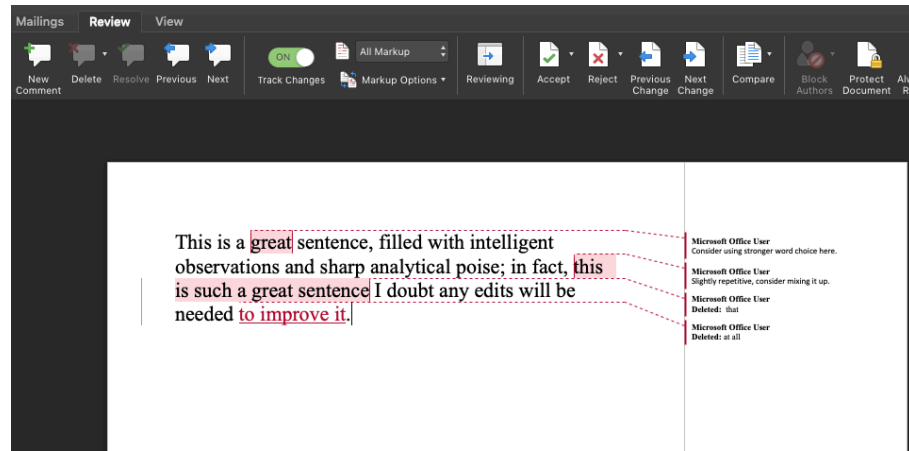 Mailings Review View
ON All Markup
New Delete Resolve Previous Next Track Changes Markup Options Reviewing Accept Reject Previous Next Compare Block Protect
Comment Change Change Authors Document
This is a great sentence, filled with intelligent
observations and sharp analytical poise; in fact, this
is such a great sentence I doubt any edits will be
needed to improve it.
Microsoft Office User
Consider using stronger word choice here.
Microsoft Office User
Slightly repetitive, consider mixing it up.
Microsoft Office User
Deleted: that
Microsoft Office User
Deleted: at all